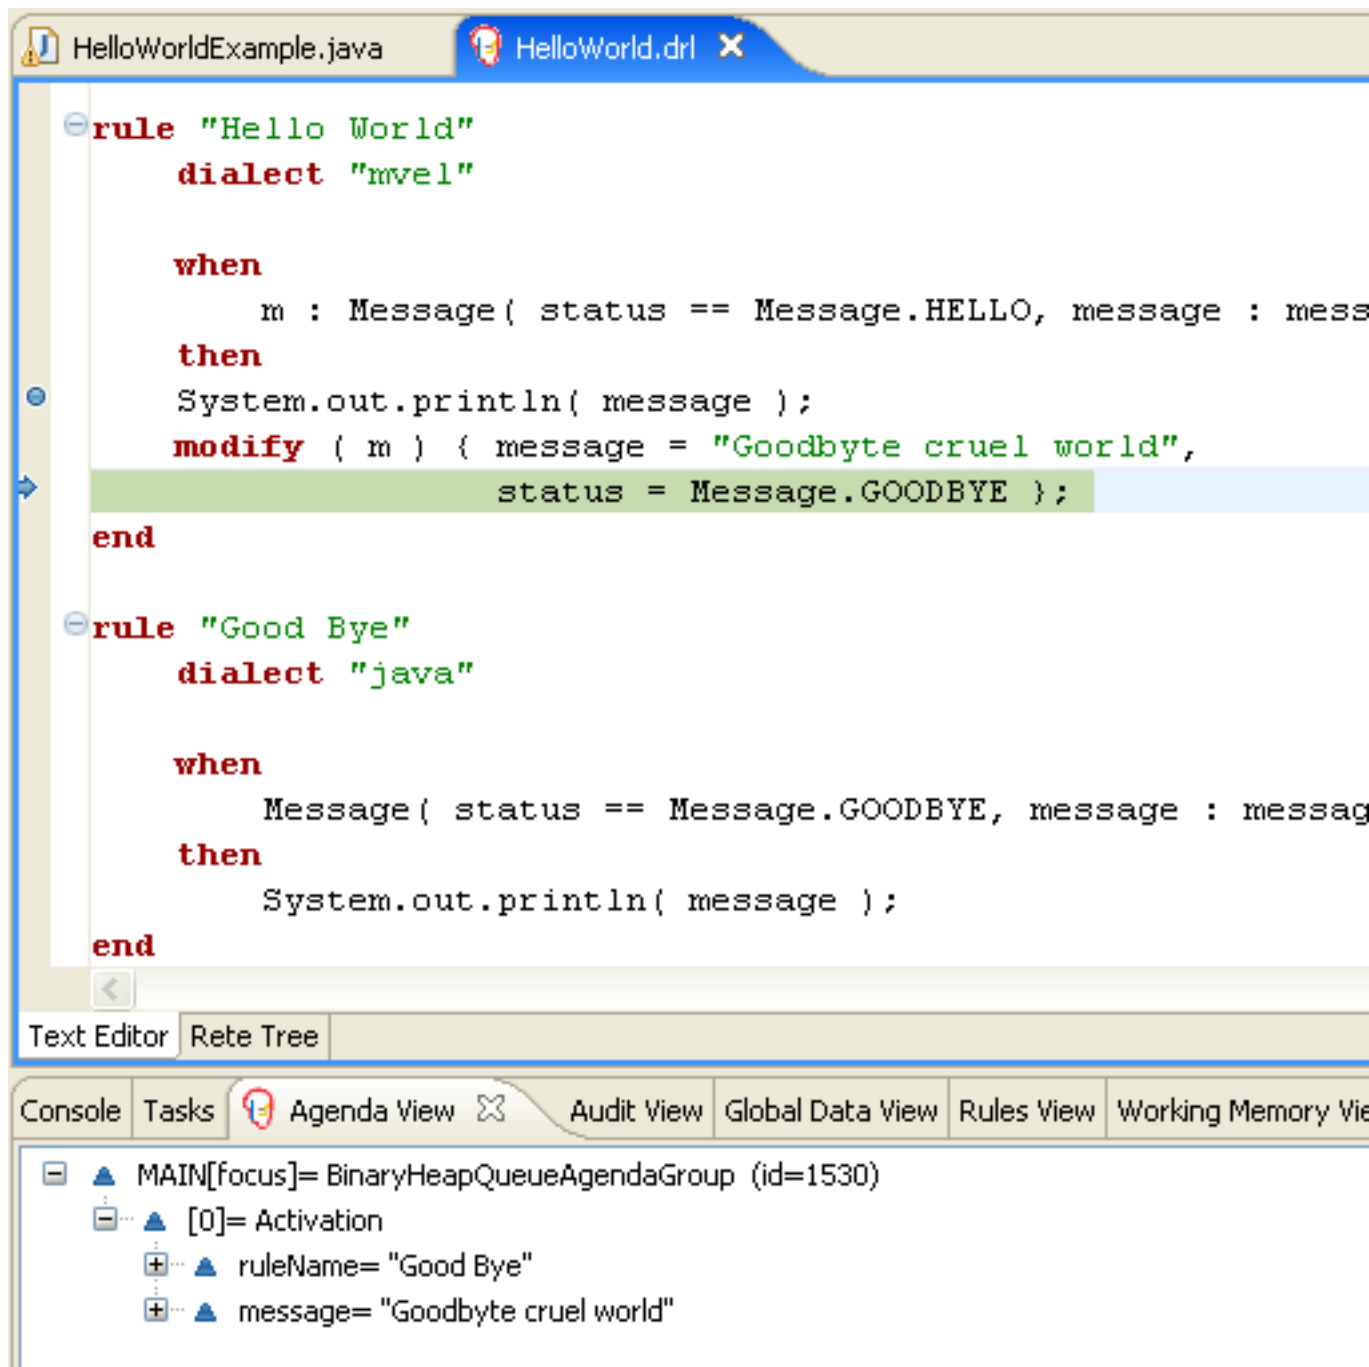 HelloWorldExample.java HelloWorld.drl
rule "Hello World"
dialect "mvel"
when
m : Message( status == Message.HELLO, message : mess
then
System.out.println( message );
modify ( m ) { message = "Goodbyte cruel world",
status = Message.GOODBYE };
end
rule "Good Bye"
dialect "java"
when
Message( status == Message.GOODBYE, message : messag
then
System.out.println( message );
end
Text Editor Rete Tree
Console Tasks Agenda View Audit View Global Data View Rules View Working Memory Vie
MAIN[focus]= BinaryHeapQueueAgendaGroup (id=1530)
[0]= Activation
ruleName= "Good Bye"
message= "Goodbyte cruel world"